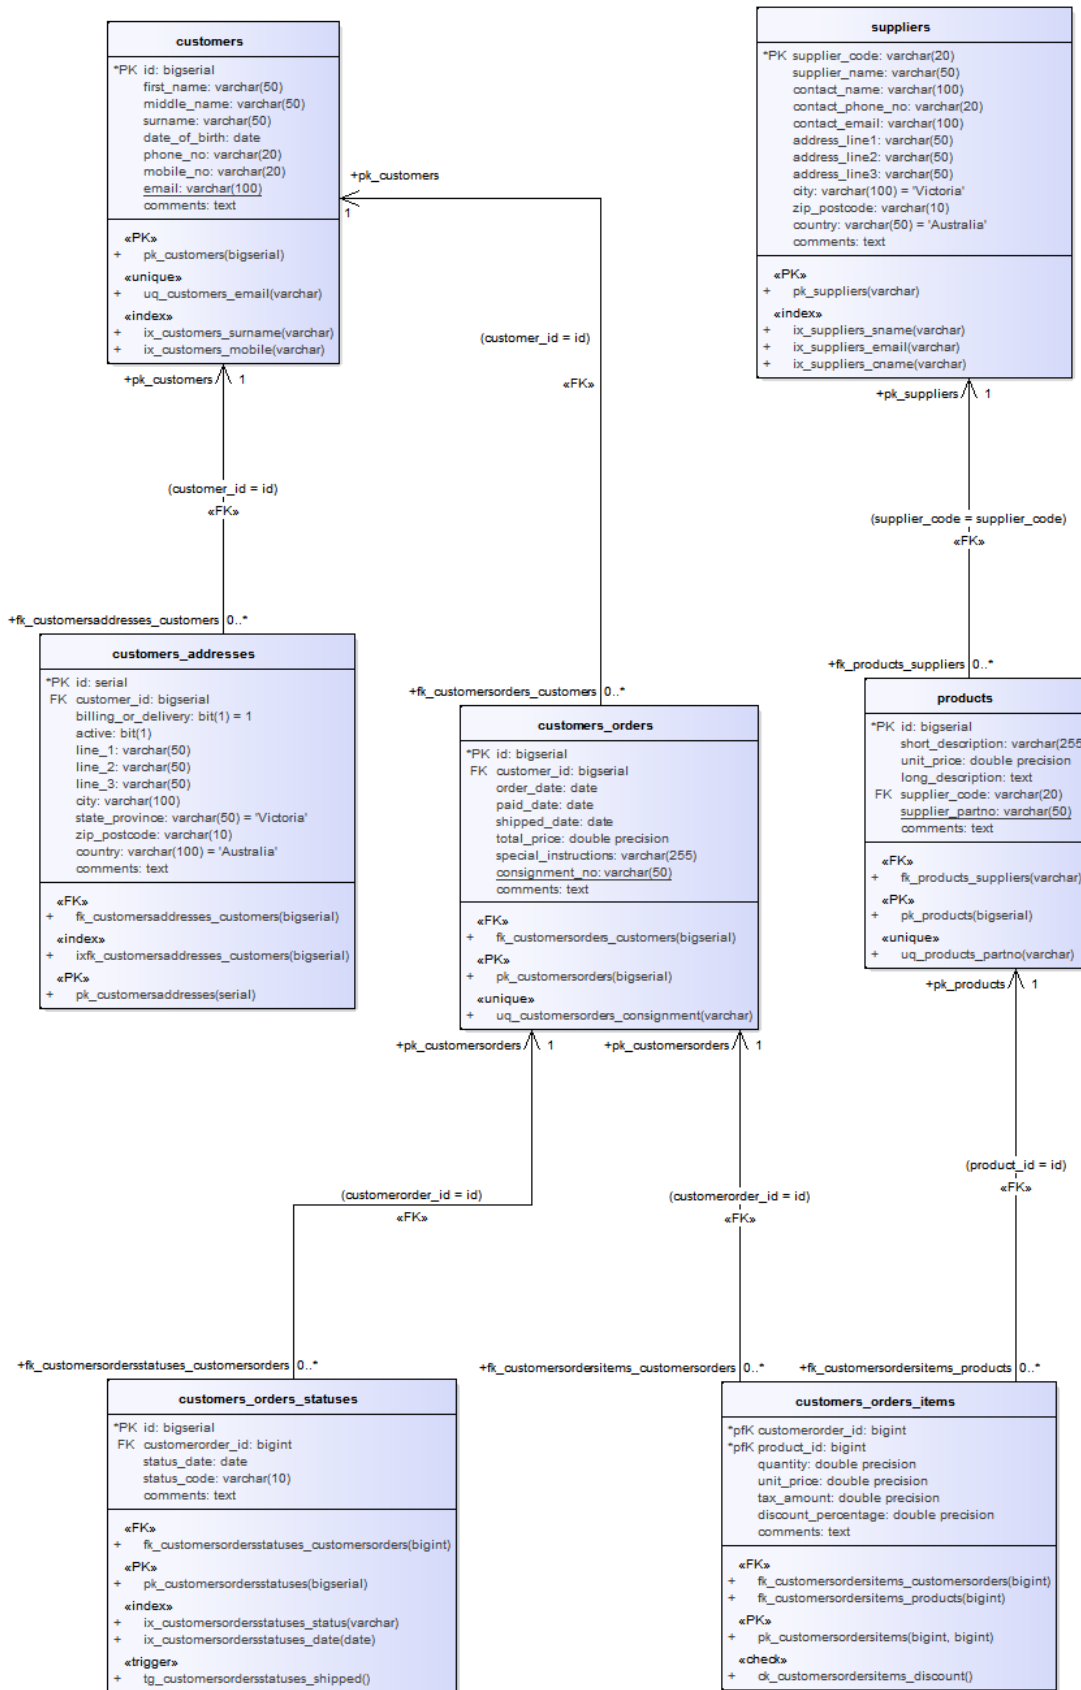 customers
*PK id: bigserial
first_name: varchar(50)
middle_name: varchar(50)
surname: varchar(50)
date_of_birth: date
phone_no: varchar(20)
mobile_no: varchar(20)
email: varchar(100)
comments: text
«PK»
+ pk_customers(bigserial)
«unique»
+ uq_customers_email(varchar)
«index»
+ ix_customers_surname(varchar)
+ ix_customers_mobile(varchar)
suppliers
*PK supplier_code: varchar(20)
supplier_name: varchar(50)
contact_name: varchar(100)
contact_phone_no: varchar(20)
contact_email: varchar(100)
address_line1: varchar(50)
address_line2: varchar(50)
address_line3: varchar(50)
city: varchar(100) = 'Victoria'
zip_postcode: varchar(10)
country: varchar(50) = 'Australia'
comments: text
«PK»
+ pk_suppliers(varchar)
«index»
+ ix_suppliers_sname(varchar)
+ ix_suppliers_email(varchar)
+ ix_suppliers_cname(varchar)
+pk_customers
1
(customer_id = id)
«FK»
+pk_customers 1
+pk_suppliers 1
(customer_id = id)
«FK»
(supplier_code = supplier_code)
«FK»
+fk_customersaddresses_customers 0..*
+fk_products_suppliers 0..*
+fk_customersorders_customers 0..*
customers_addresses
*PK id: serial
FK customer_id: bigserial
billing_or_delivery: bit(1) = 1
active: bit(1)
line_1: varchar(50)
line_2: varchar(50)
line_3: varchar(50)
city: varchar(100)
state_province: varchar(50) = 'Victoria'
zip_postcode: varchar(10)
country: varchar(100) = 'Australia'
comments: text
«FK»
+ fk_customersaddresses_customers(bigserial)
«index»
+ ixfk_customersaddresses_customers(bigserial)
«PK»
+ pk_customersaddresses(serial)
customers_orders
*PK id: bigserial
FK customer_id: bigserial
order_date: date
paid_date: date
shipped_date: date
total_price: double precision
special_instructions: varchar(255)
consignment_no: varchar(50)
comments: text
«FK»
+ fk_customersorders_customers(bigserial)
«PK»
+ pk_customersorders(bigserial)
«unique»
+ uq_customersorders_consignment(varchar)
products
*PK id: bigserial
short_description: varchar(255
unit_price: double precision
long_description: text
FK supplier_code: varchar(20)
supplier_partno: varchar(50)
comments: text
«FK»
+ fk_products_suppliers(varchar)
«PK»
+ pk_products(bigserial)
«unique»
+ uq_products_partno(varchar)
+pk_products 1
+pk_customersorders 1
+pk_customersorders 1
(product_id = id)
«FK»
(customerorder_id = id)
«FK»
(customerorder_id = id)
«FK»
+fk_customersordersstatuses_customersorders 0..*
+fk_customersordersitems_customersorders 0..*
+fk_customersordersitems_products 0..*
customers_orders_statuses
*PK id: bigserial
FK customerorder_id: bigint
status_date: date
status_code: varchar(10)
comments: text
«FK»
+ fk_customersordersstatuses_customersorders(bigint)
«PK»
+ pk_customersordersstatuses(bigserial)
«index»
+ ix_customersordersstatuses_status(varchar)
+ ix_customersordersstatuses_date(date)
«trigger»
+ tg_customersordersstatuses_shipped()
customers_orders_items
*pfK customerorder_id: bigint
*pfK product_id: bigint
quantity: double precision
unit_price: double precision
tax_amount: double precision
discount_percentage: double precision
comments: text
«FK»
+ fk_customersordersitems_customersorders(bigint)
+ fk_customersordersitems_products(bigint)
«PK»
+ pk_customersordersitems(bigint, bigint)
«check»
+ ck_customersordersitems_discount()